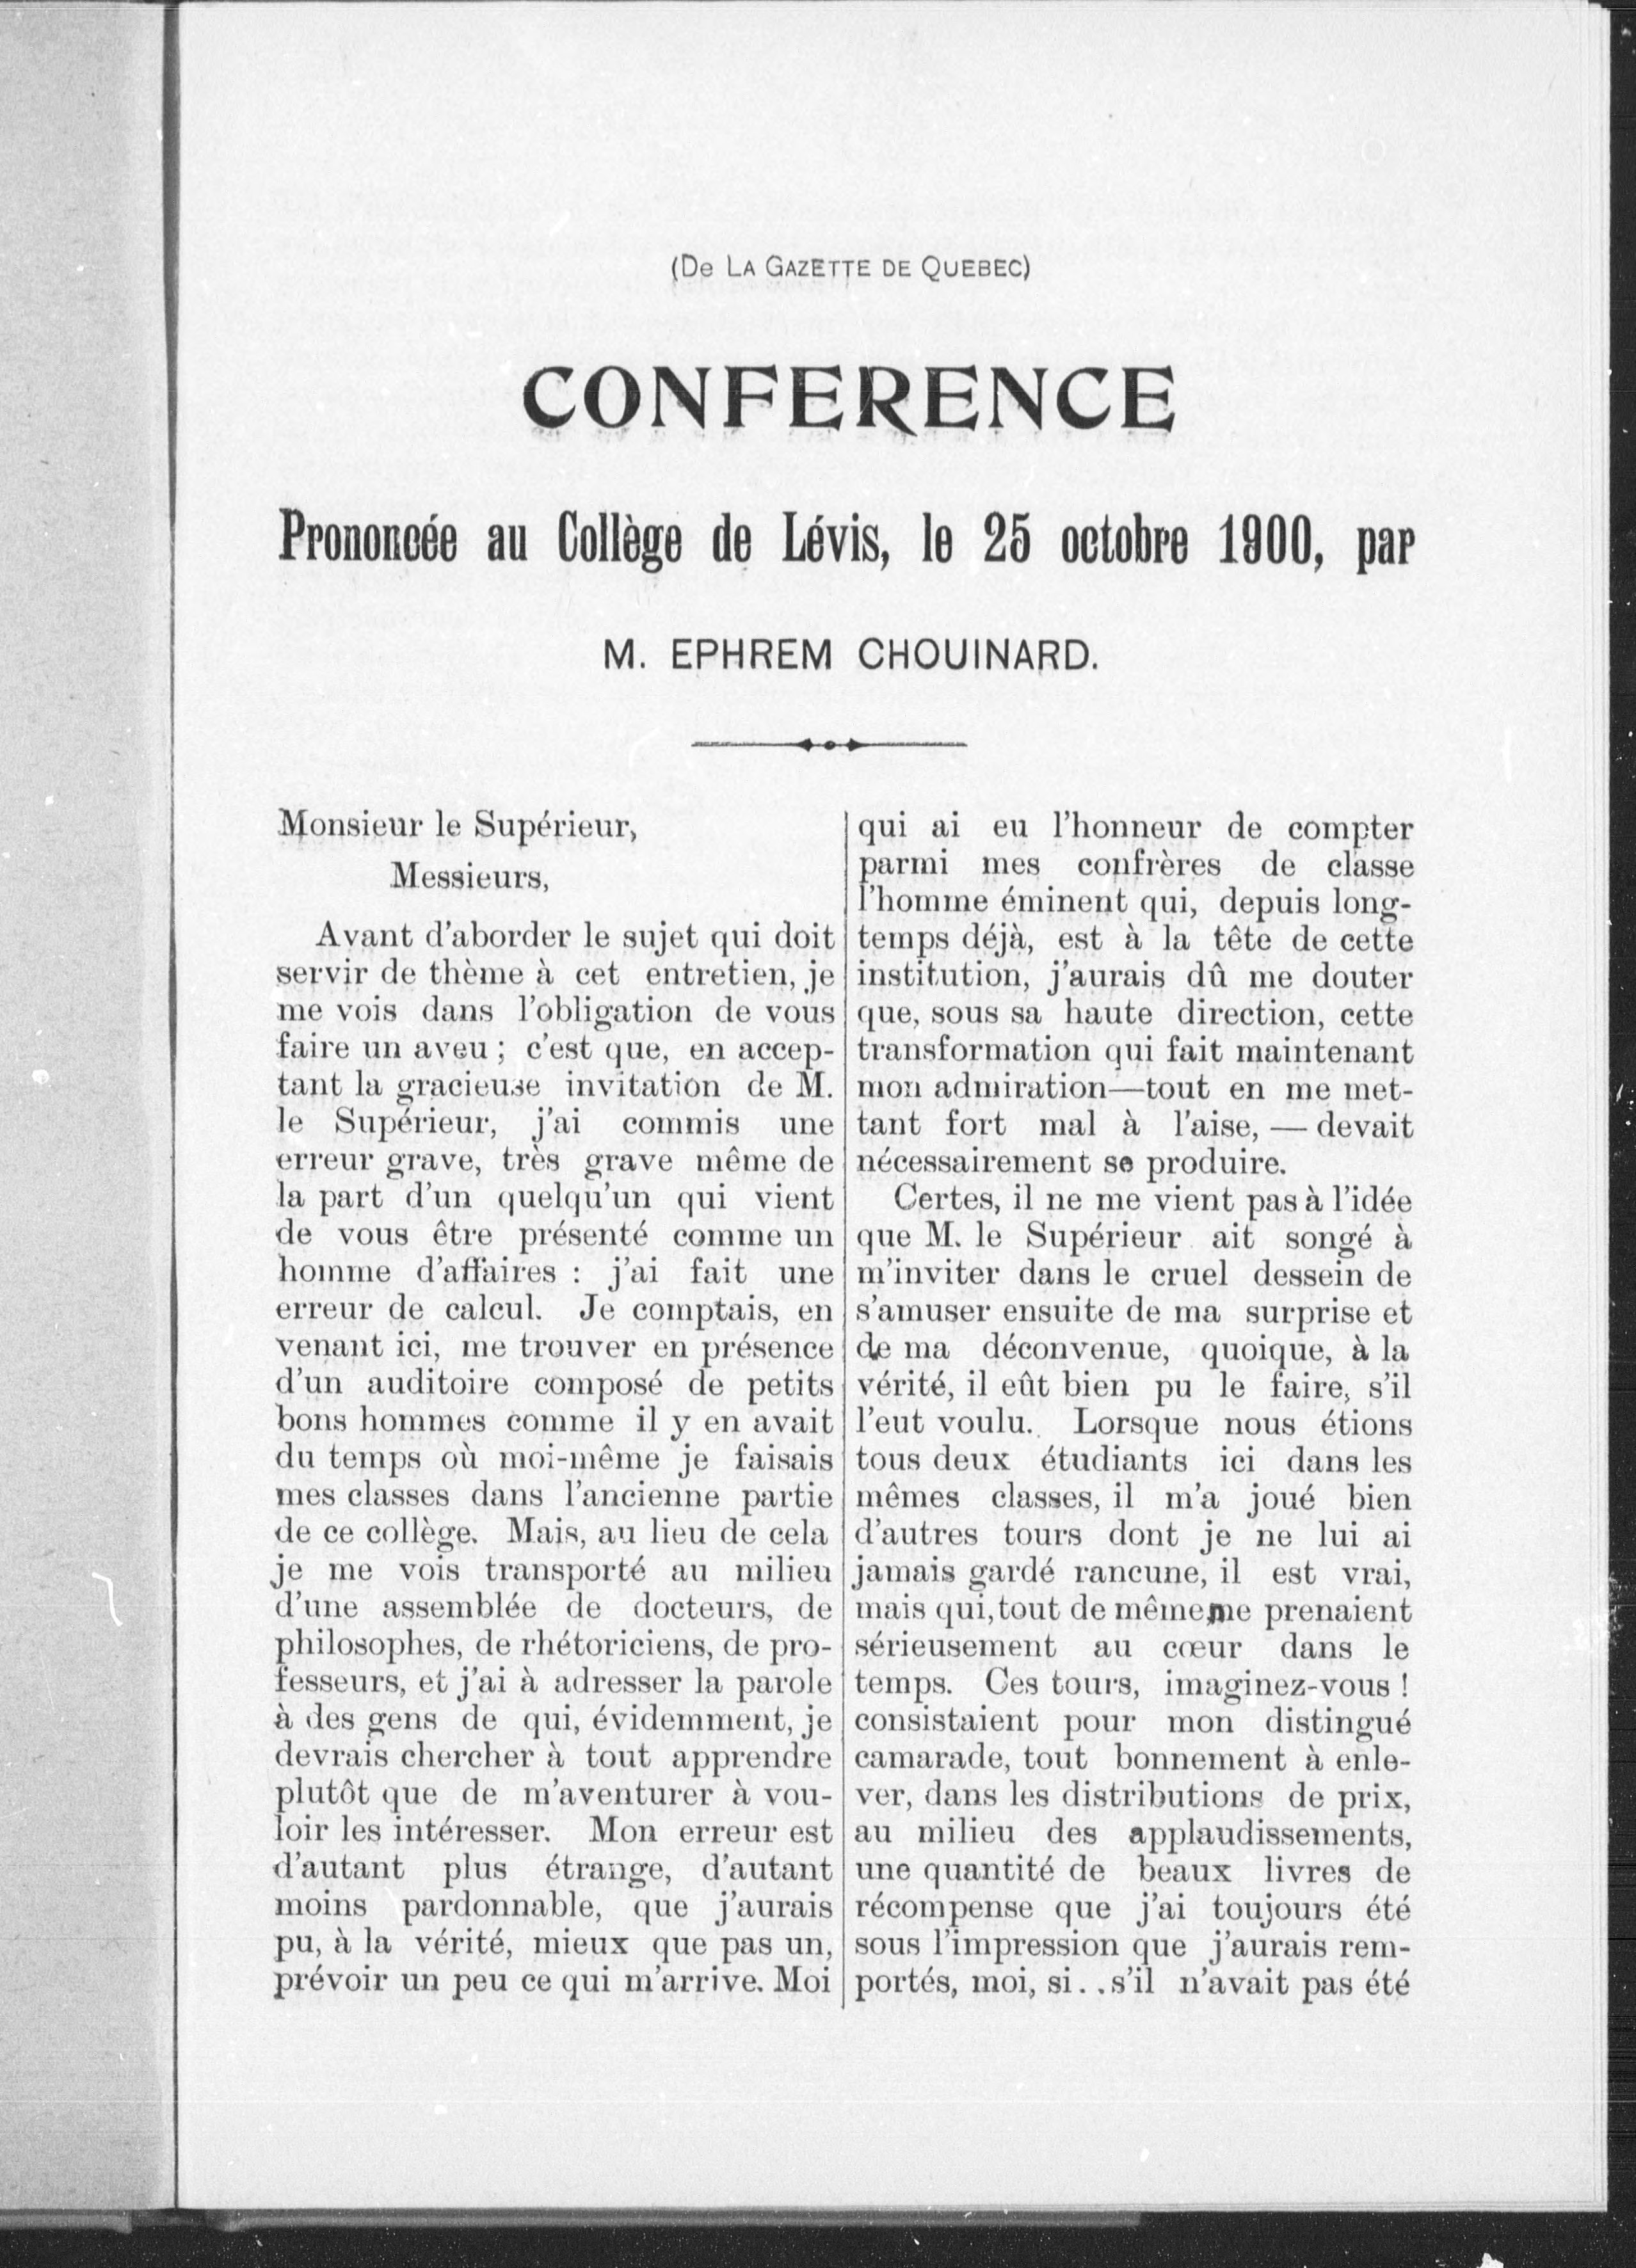 (De LA GAZETTE DE QUEBEC)
CONFERENCE
Prononcée au Collège de Lévis, le 25 octobre 1900, par
M. EPHREM CHOUINARD.
Monsieur le Supérieur,
Messieurs,
Avant d'aborder le sujet qui doit
servir de thème à cet entretien, je
me vois dans l'obligation de vous
faire un aveu ; c'est que, en accep-
tant la gracieuse invitation de M.
le Supérieur, j'ai commis une
erreur grave, très grave même de
la part d'un quelqu'un qui vient
de vous être présenté comme un
homme d'affaires : j'ai fait une
erreur de calcul. Je comptais, en
venant ici, me trouver en présence
d'un auditoire composé de petits
bons hommes comme il y en avait
du temps où moi-même je faisais
mes classes dans l'ancienne partie
de ce collège. Mais, au lieu de cela
je me vois transporté au milieu
d'une assemblée de docteurs, de
philosophes, de rhétoriciens, de pro-
fesseurs, et j'ai à adresser la parole
à des gens de qui, évidemment, je
devrais chercher à tout apprendre
plutôt que de m'aventurer à vou-
loir les intéresser. Mon erreur est
d'autant plus étrange, d'autant
moins pardonnable, que j'aurais
pu, à la vérité, mieux que pas un,
prévoir un peu ce qui m'arrive. Moi
qui ai eu l'honneur de compter
parmi mes confrères de classe
l'homme éminent qui, depuis long-
temps déjà, est à la tête de cette
institution, j'aurais dû me douter
que, sous sa haute direction, cette
transformation qui fait maintenant
mon admiration—tout en me met-
tant fort mal à l'aise, — devait
nécessairement se produire.
Certes, il ne me vient pas à l'idée
que M. le Supérieur ait songé à
m'inviter dans le cruel dessein de
s'amuser ensuite de ma surprise et
de ma déconvenue, quoique, à la
vérité, il eût bien pu le faire, s'il
l'eut voulu. Lorsque nous étions
tous deux étudiants ici dans les
mêmes classes, il m'a joué bien
d'autres tours dont je ne lui ai
jamais gardé rancune, il est vrai,
mais qui, tout de même me prenaient
sérieusement au cœur dans le
temps. Ces tours, imaginez-vous !
consistaient pour mon distingué
camarade, tout bonnement à enle-
ver, dans les distributions de prix,
au milieu des applaudissements,
une quantité de beaux livres de
récompense que j'ai toujours été
sous l'impression que j'aurais rem-
portés, moi, si. . s'il n'avait pas été